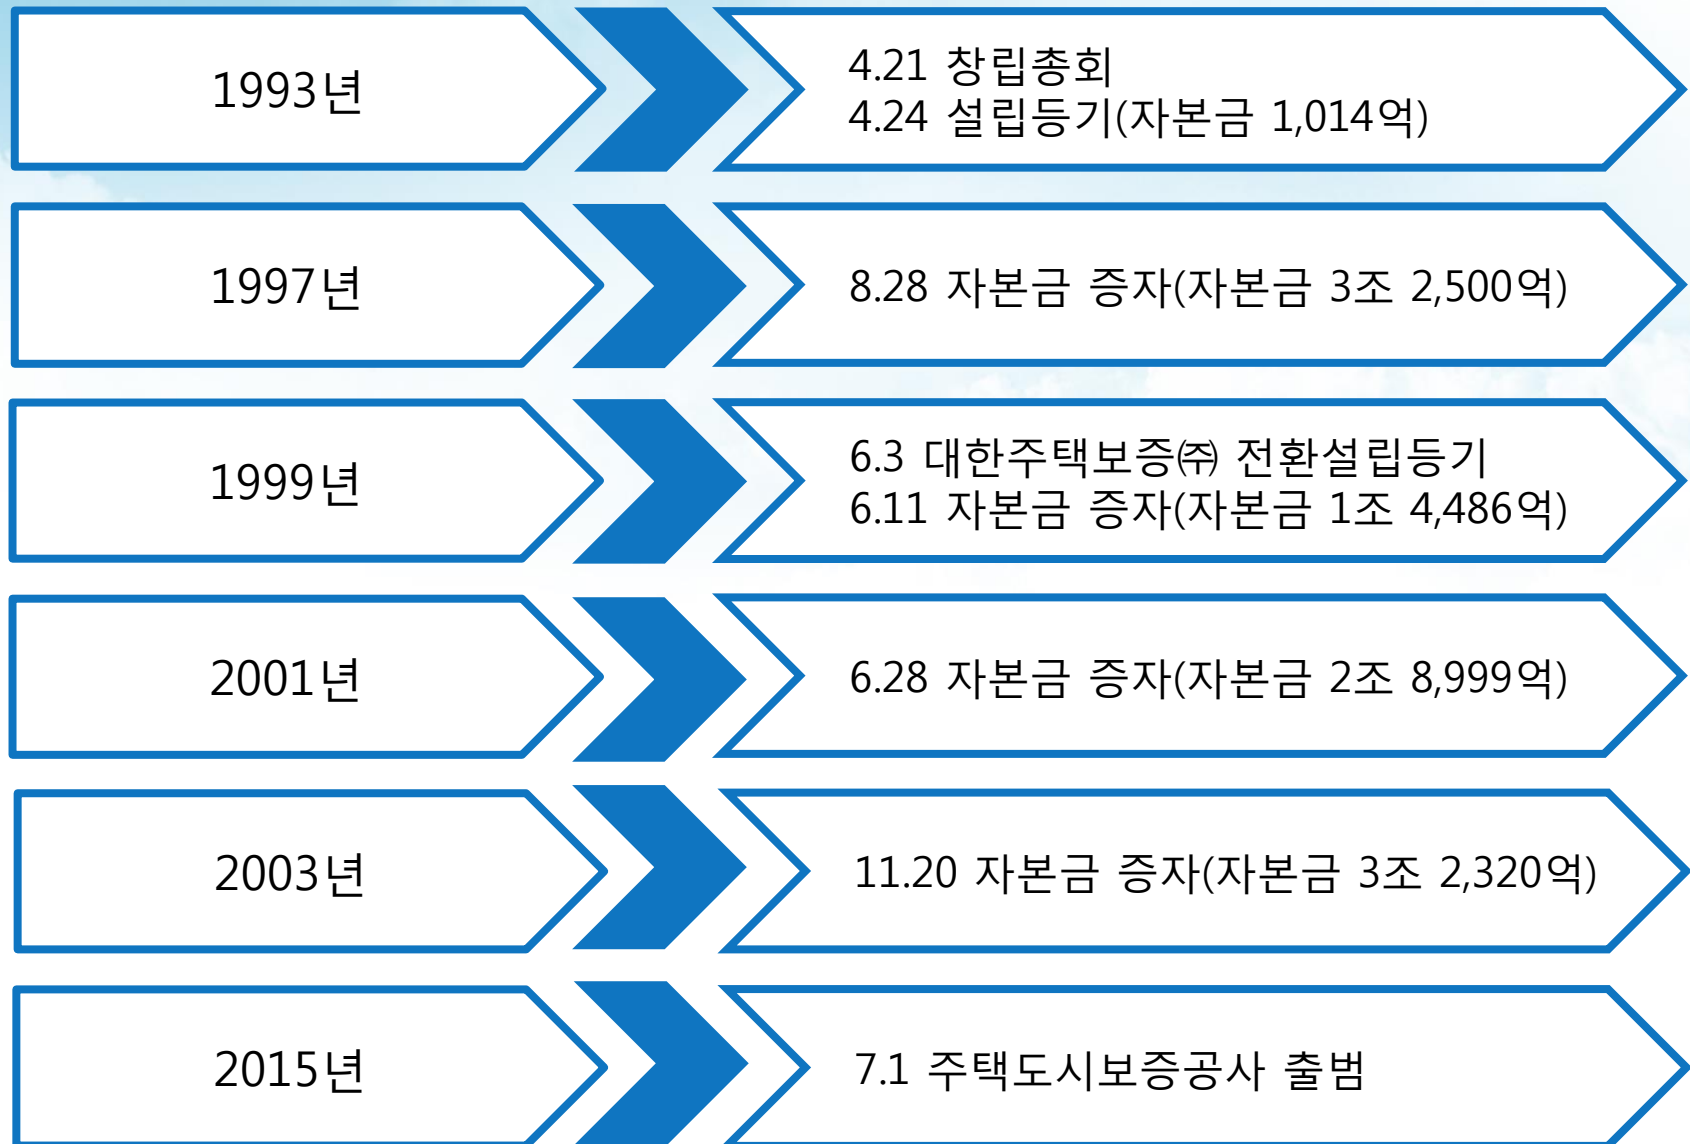 1993년
4.21 창립총회
4.24 설립등기(자본금 1,014억)
1997년
8.28 자본금 증자(자본금 3조 2,500억)
1999년
6.3 대한주택보증㈜ 전환설립등기
6.11 자본금 증자(자본금 1조 4,486억)
2001년
6.28 자본금 증자(자본금 2조 8,999억)
2003년
11.20 자본금 증자(자본금 3조 2,320억)
2015년
7.1 주택도시보증공사 출범